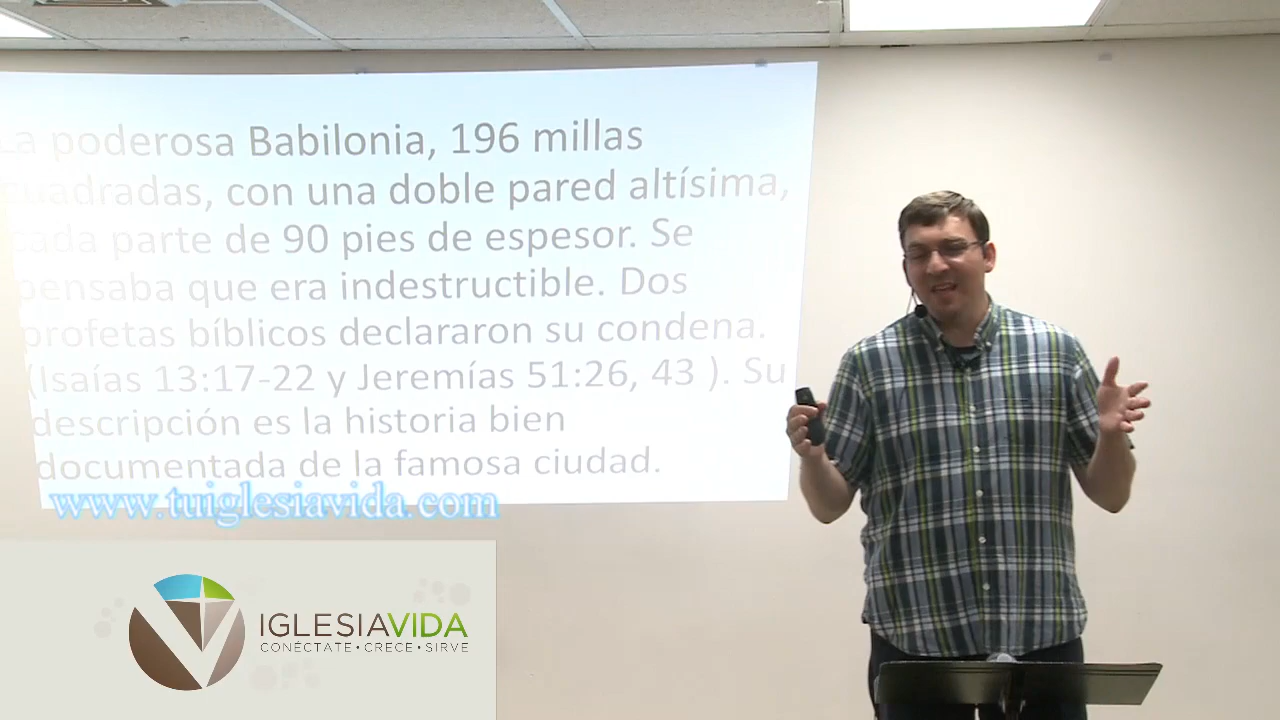 La poderosa Babilonia, 196 millas
cuadradas, con una doble pared altísima,
cada parte de 90 pies de espesor. Se
pensaba que era indestructible. Dos
profetas bíblicos declararon su condena.
(Isaías 13:17-22 y Jeremías 51:26, 43 ). Su
descripción es la historia bien
documentada de la famosa ciudad.
www.tuiglesiavida.com
IGLESIAVIDA
CONÉCTATE • CRECE • SIRVE